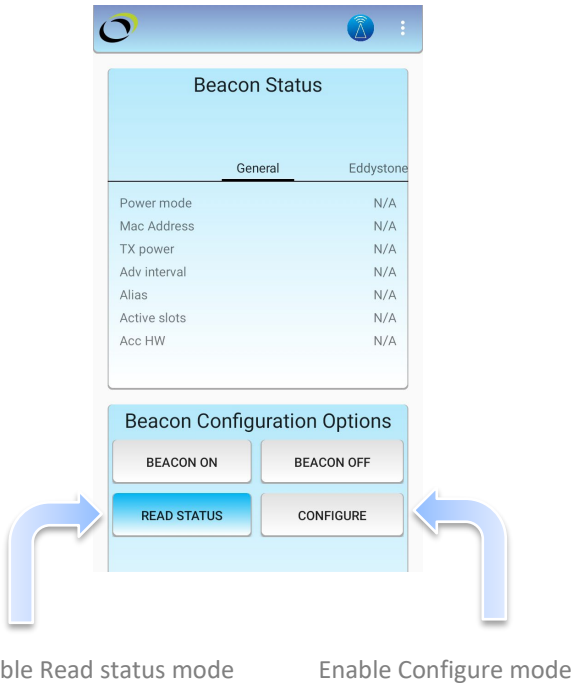 Beacon Status
General Eddystone
Power mode N/A
Mac Address N/A
TX power N/A
Adv interval N/A
Alias N/A
Active slots N/A
Acc HW N/A
Beacon Configuration Options
BEACON ON BEACON OFF
READ STATUS CONFIGURE
ble Read status mode Enable Configure mode